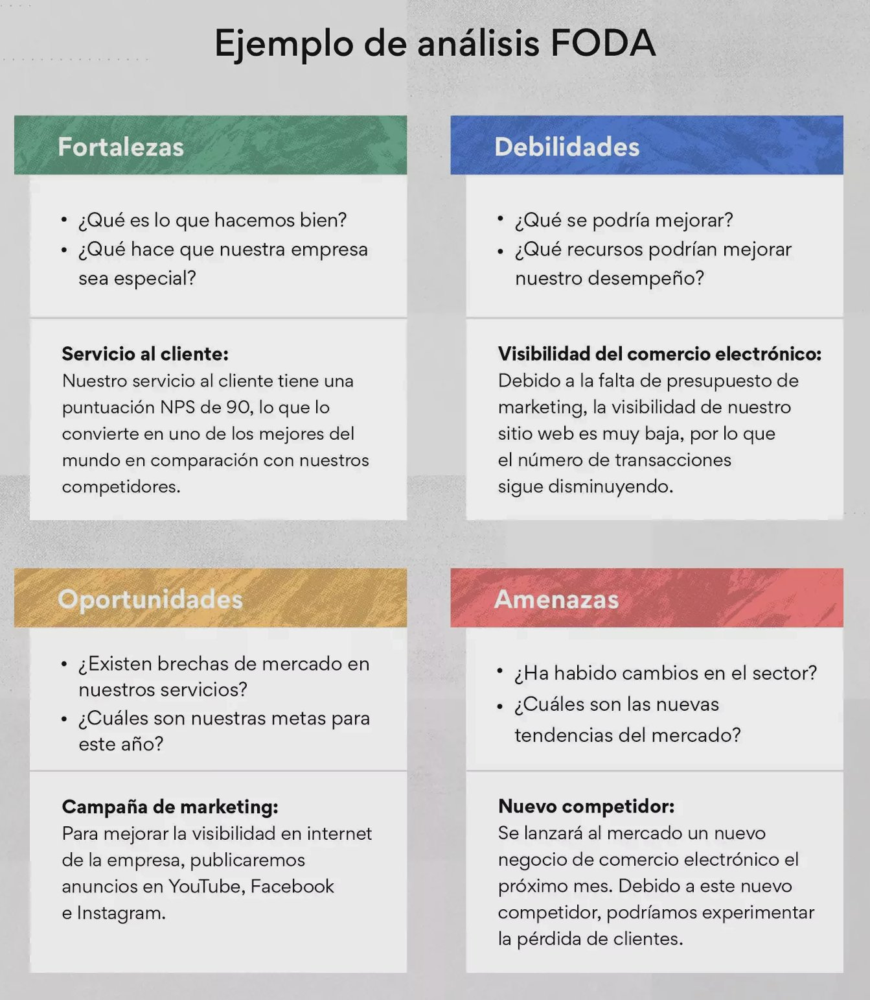 Ejemplo de análisis FODA
Fortalezas
• ¿Qué es lo que hacemos bien?
• ¿Qué hace que nuestra empresa
sea especial?
Servicio al cliente:
Nuestro servicio al cliente tiene una
puntuación NPS de 90, lo que lo
convierte en uno de los mejores del
mundo en comparación con nuestros
competidores.
Debilidades
• ¿Qué se podría mejorar?
• ¿Qué recursos podrían mejorar
nuestro desempeño?
Visibilidad del comercio electrónico:
Debido a la falta de presupuesto de
marketing, la visibilidad de nuestro
sitio web es muy baja, por lo que
el número de transacciones
sigue disminuyendo.
Oportunidades
• ¿Existen brechas de mercado en
nuestros servicios?
• ¿Cuáles son nuestras metas para
este año?
Campaña de marketing:
Para mejorar la visibilidad en internet
de la empresa, publicaremos
anuncios en YouTube, Facebook
e Instagram.
Amenazas
• ¿Ha habido cambios en el sector?
• ¿Cuáles son las nuevas
tendencias del mercado?
Nuevo competidor:
Se lanzará al mercado un nuevo
negocio de comercio electrónico el
próximo mes. Debido a este nuevo
competidor, podríamos experimentar
la pérdida de clientes.